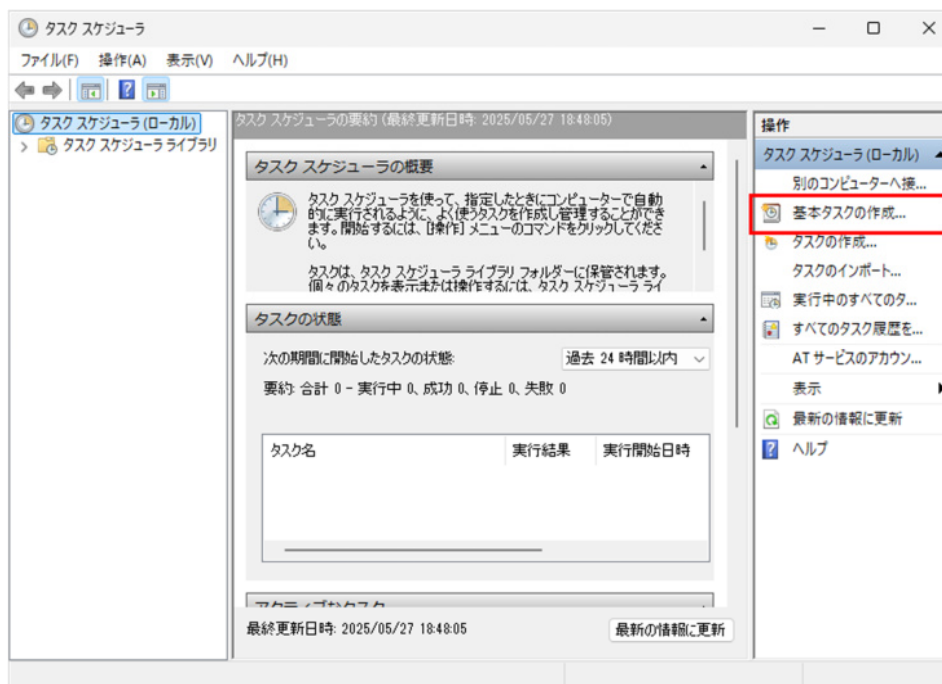 タスク スケジューラ
ファイル(F) 操作(A) 表示(V) ヘルプ(H)
タスク スケジューラ (ローカル)
タスク スケジューラ ライブラリ
タスク スケジューラの要約 (最終更新日時: 2025/05/27 18:48:05)
タスク スケジューラの概要
タスク スケジューラを使って、指定したときにコンピューターで自動
的に実行されるように、よく使うタスクを作成し管理することができ
ます。開始するには、[操作] メニューのコマンドをクリックしてくださ
い。
タスクは、タスク スケジューラ ライブラリ フォルダーに保管されます。
個々のタスクを表示または操作するには、タスク スケジューラ ライ
タスクの状態
次の期間に開始したタスクの状態: 過去 24 時間以内
要約: 合計 0 - 実行中 0、成功 0、停止 0、失敗 0
タスク名 実行結果 実行開始日時
アクティブなタスク
最終更新日時: 2025/05/27 18:48:05 最新の情報に更新
操作
タスク スケジューラ (ローカル)
別のコンピューターへ接...
基本タスクの作成...
タスクの作成...
タスクのインポート...
実行中のすべてのタ...
すべてのタスク履歴を...
AT サービスのアカウン...
表示
最新の情報に更新
ヘルプ